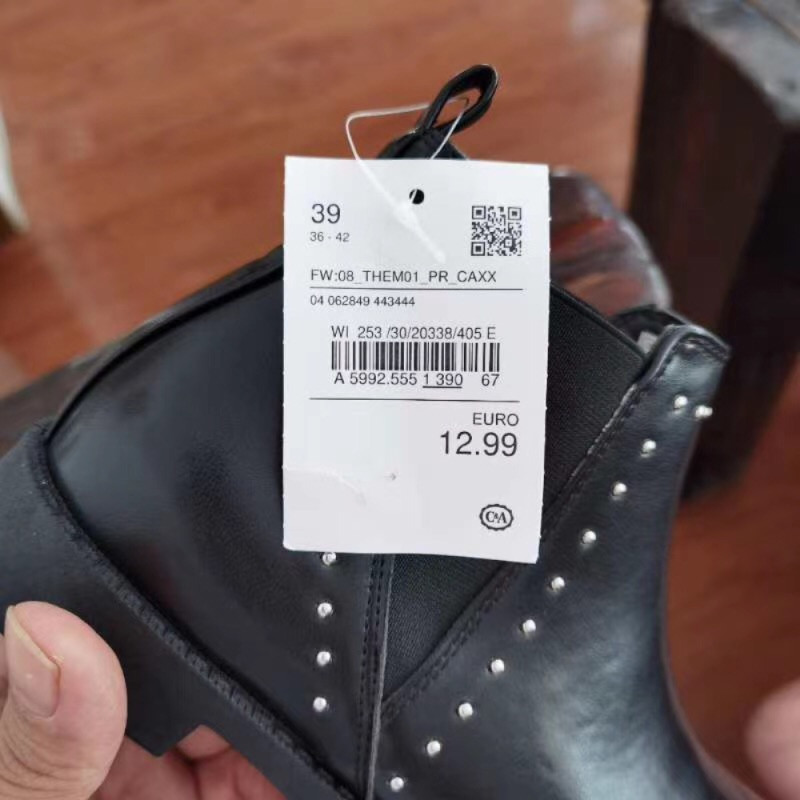 39
36 - 42
FW:08_THEM01_PR_CAXX
04 062849 443444
WI 253 /30/20338/405 E
A 5992.555 1 390 67
EURO
12.99
C&A